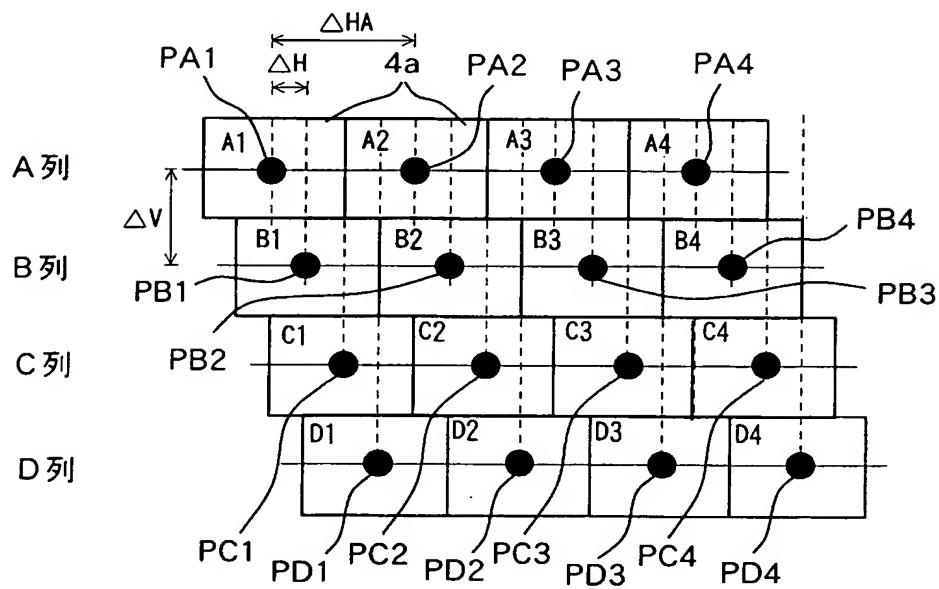 △HA
PA1 △H 4a PA2 PA3 PA4
A列 A1 A2 A3 A4
△V
B列 B1 B2 B3 B4 PB4
PB1 PB3
PB2
C列 C1 C2 C3 C4
D列 D1 D2 D3 D4
PC1 PD1 PC2 PD2 PC3 PD3 PC4 PD4